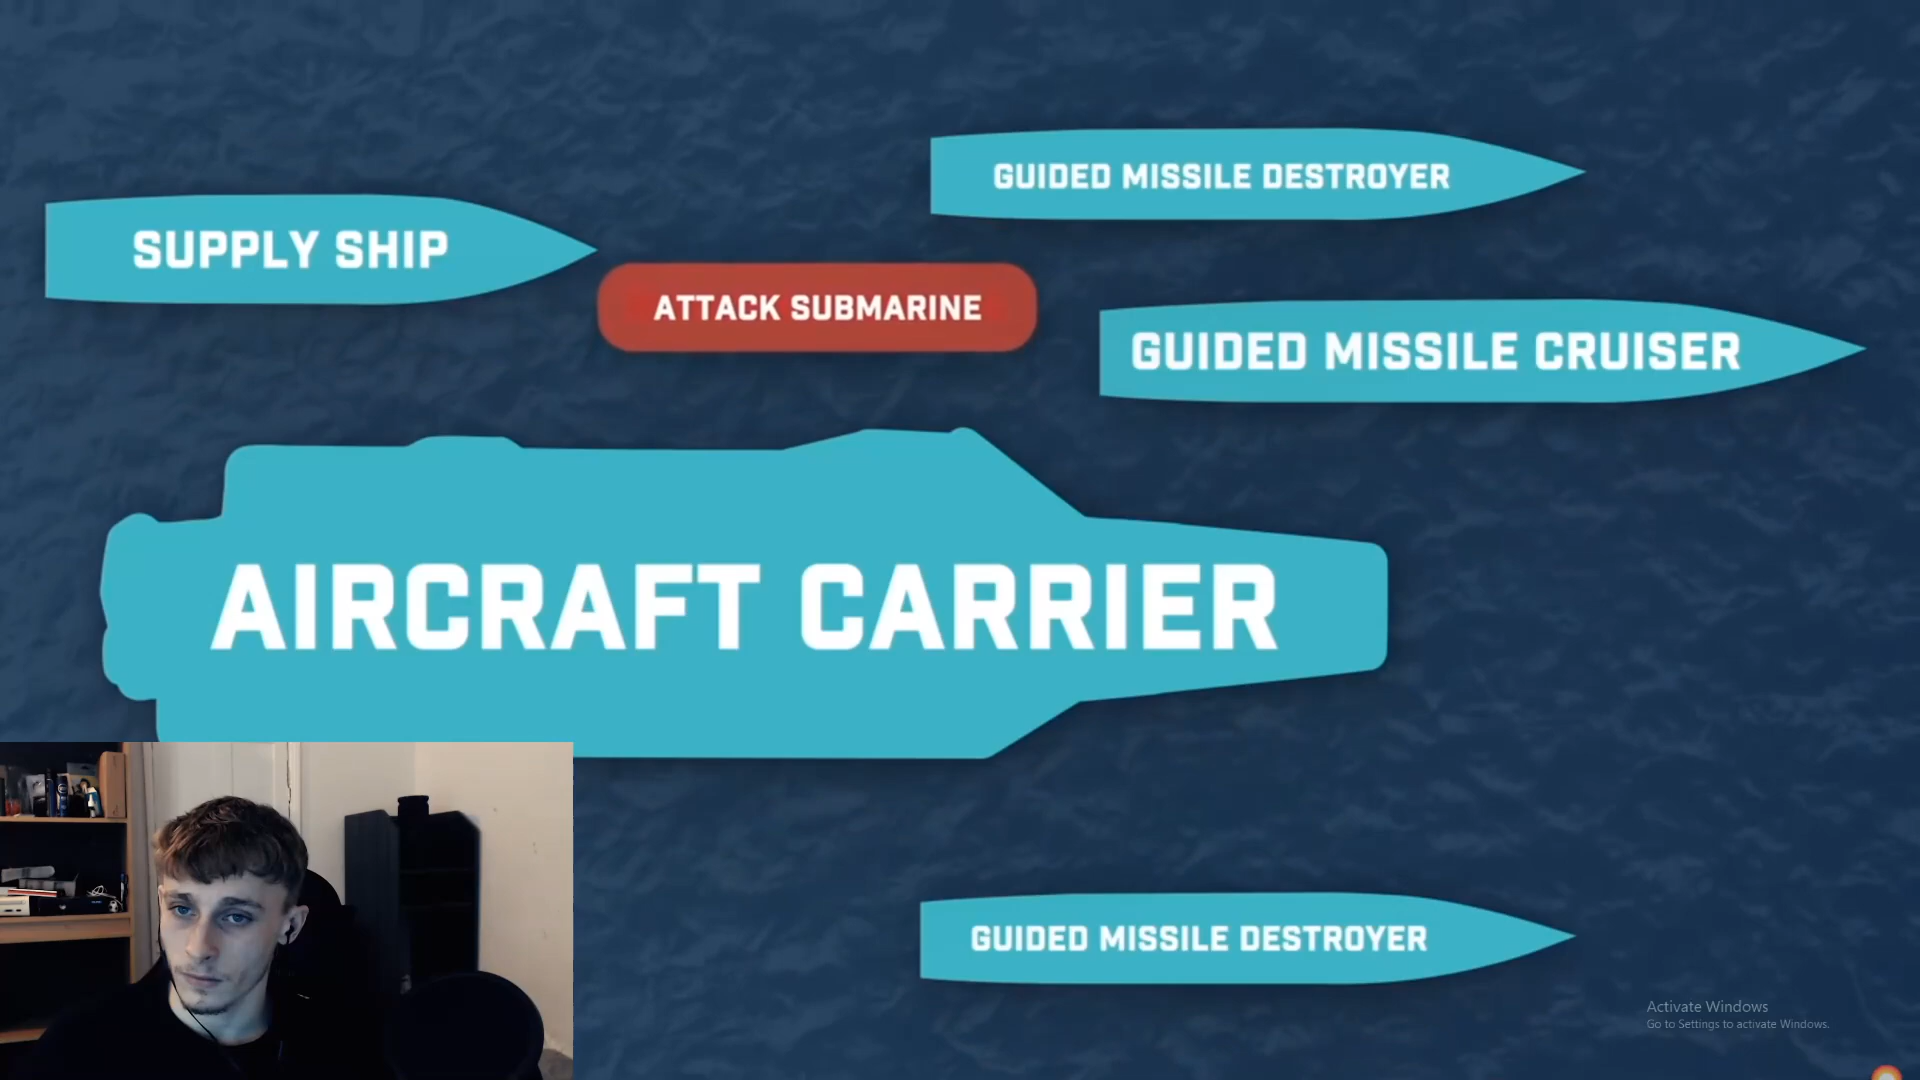 GUIDED MISSILE DESTROYER
SUPPLY SHIP
ATTACK SUBMARINE
GUIDED MISSILE CRUISER
AIRCRAFT CARRIER
GUIDED MISSILE DESTROYER
Activate Windows
Go to Settings to activate Windows.